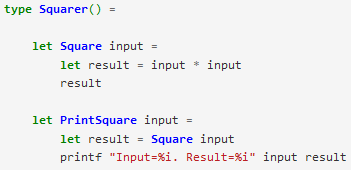 type Squarer() =
let Square input =
let result = input * input
result
let PrintSquare input =
let result = Square input
printf "Input=%i. Result=%i" input result